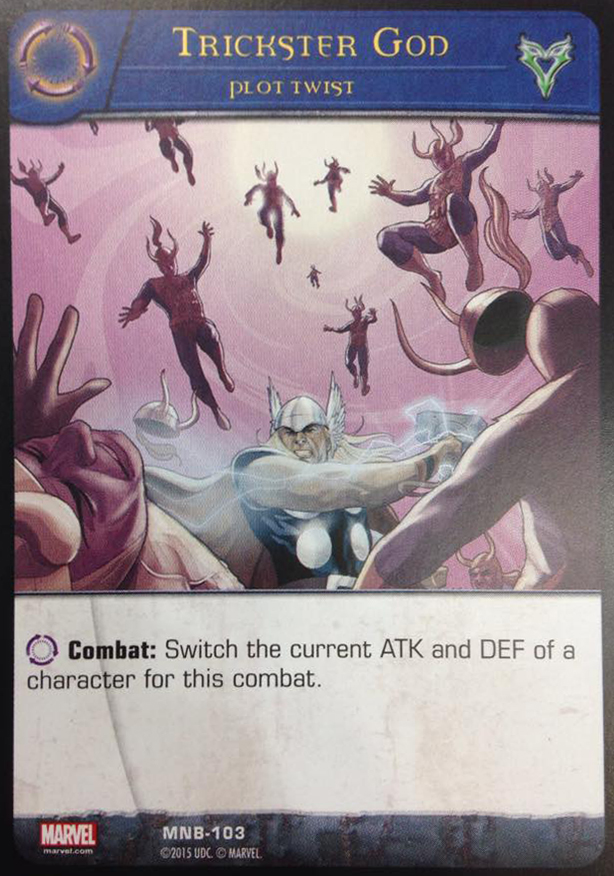 TRICKSTER GOD
PLOT TWIST
Combat: Switch the current ATK and DEF of a
character for this combat.
MARVEL
marvel.com
MNB-103
©2015 UDC. © MARVEL.